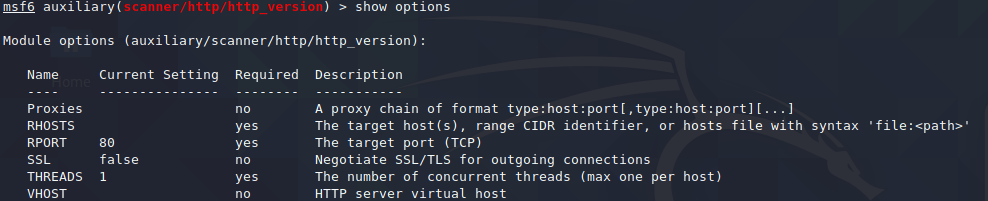 msf6 auxiliary(scanner/http/http_version) > show options
Module options (auxiliary/scanner/http/http_version):
Name Current Setting Required Description
---- --------------- -------- -----------
Proxies no A proxy chain of format type:host:port[,type:host:port][...]
RHOSTS yes The target host(s), range CIDR identifier, or hosts file with syntax 'file:<path>'
RPORT 80 yes The target port (TCP)
SSL false no Negotiate SSL/TLS for outgoing connections
THREADS 1 yes The number of concurrent threads (max one per host)
VHOST no HTTP server virtual host
Home